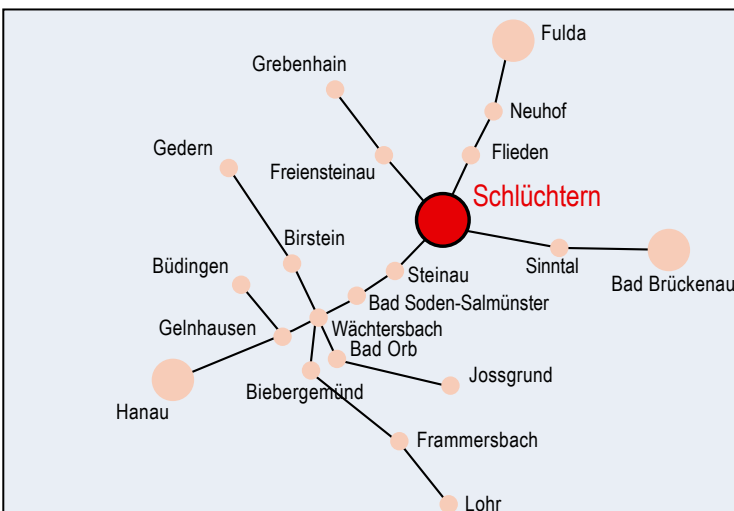 Fulda
Grebenhain
Neuhof
Gedern
Flieden
Freiensteinau
Schlüchtern
Birstein
Büdingen
Steinau
Sinntal
Bad Brückenau
Bad Soden-Salmünster
Gelnhausen
Wächtersbach
Bad Orb
Jossgrund
Biebergemünd
Hanau
Frammersbach
Lohr